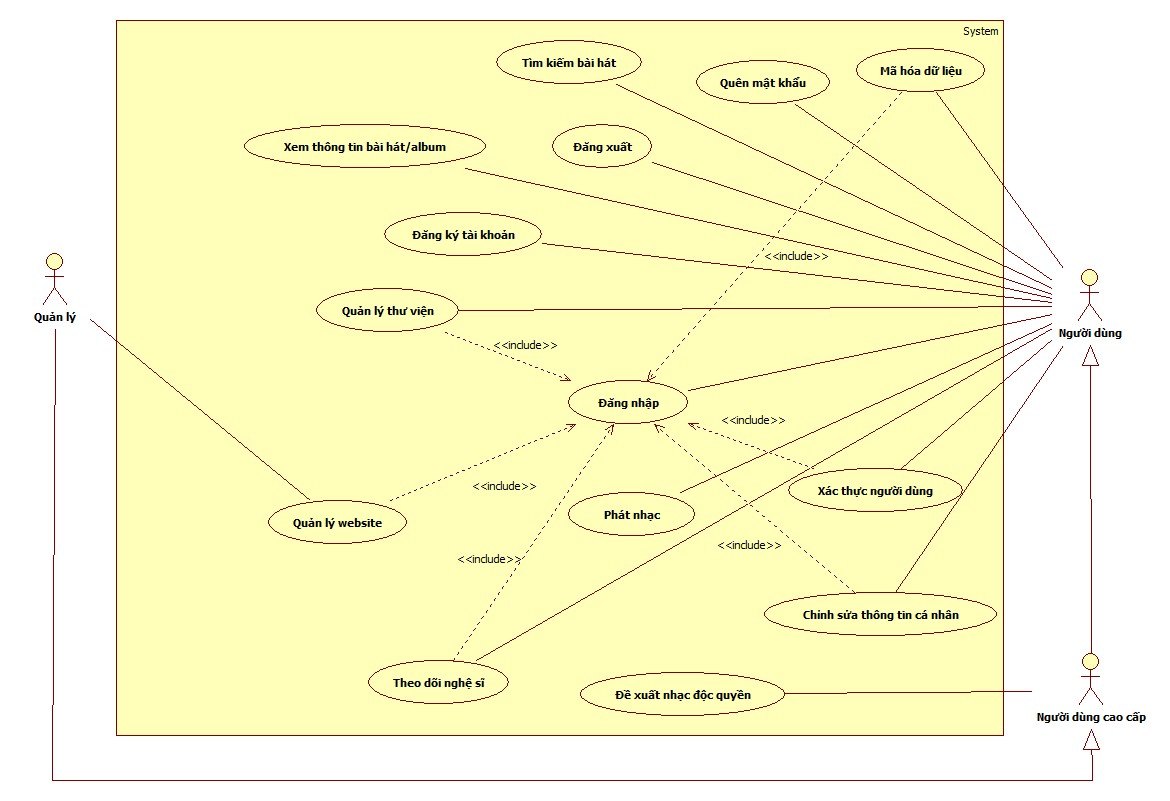 System
Tìm kiếm bài hát
Quên mật khẩu
Mã hóa dữ liệu
Xem thông tin bài hát/album
Đăng xuất
Đăng ký tài khoản
<<include>>
Quản lý thư viện
Quản lý
Người dùng
<<include>>
Đăng nhập
<<include>>
<<include>>
Xác thực người dùng
Phát nhạc
Quản lý website
<<include>>
<<include>>
Chỉnh sửa thông tin cá nhân
Theo dõi nghệ sĩ
Đề xuất nhạc độc quyền
Người dùng cao cấp